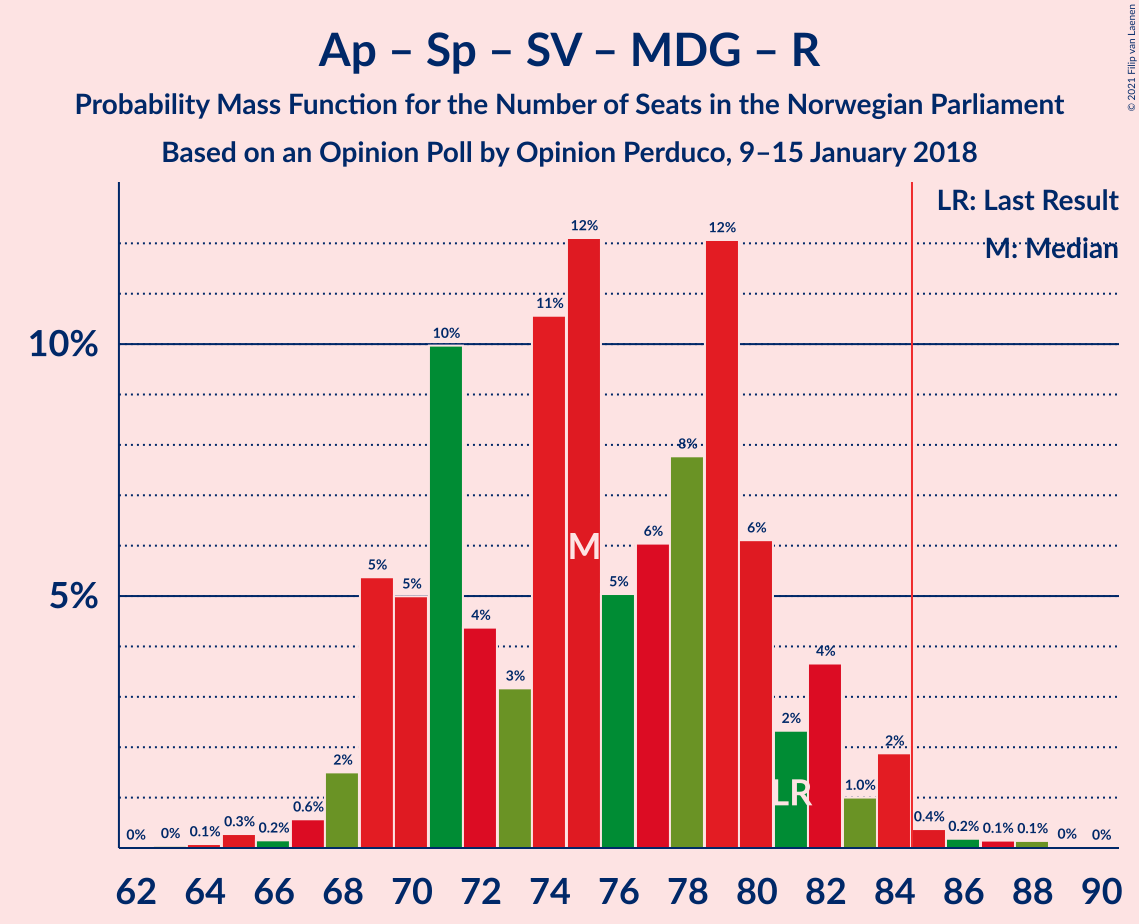 Ap – Sp – SV – MDG – R
Probability Mass Function for the Number of Seats in the Norwegian Parliament
Based on an Opinion Poll by Opinion Perduco, 9–15 January 2018
© 2021 Filip van Laenen
LR: Last Result
M: Median
10%
5%
0% 0% 0.1% 0.3% 0.2% 0.6% 2% 5% 5% 10% 4% 3% 11% 12% 5% 6% 8% 12% 6% 2% 4% 1.0% 2% 0.4% 0.2% 0.1% 0.1% 0% 0%
M
LR
62 64 66 68 70 72 74 76 78 80 82 84 86 88 90